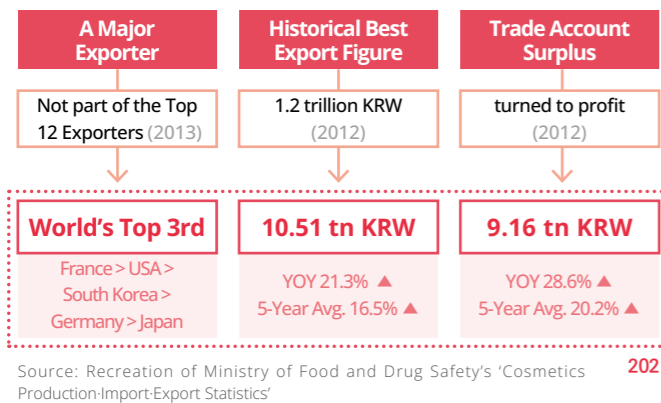 A Major
Exporter
Not part of the Top
12 Exporters (2013)
World's Top 3rd
France > USA >
South Korea >
Germany > Japan
Historical Best
Export Figure
1.2 trillion KRW
(2012)
10.51 tn KRW
YOY 21.3% ▲
5-Year Avg. 16.5% ▲
Trade Account
Surplus
turned to profit
(2012)
9.16 tn KRW
YOY 28.6% ▲
5-Year Avg. 20.2% ▲
Source: Recreation of Ministry of Food and Drug Safety's 'Cosmetics
Production·Import·Export Statistics'
202